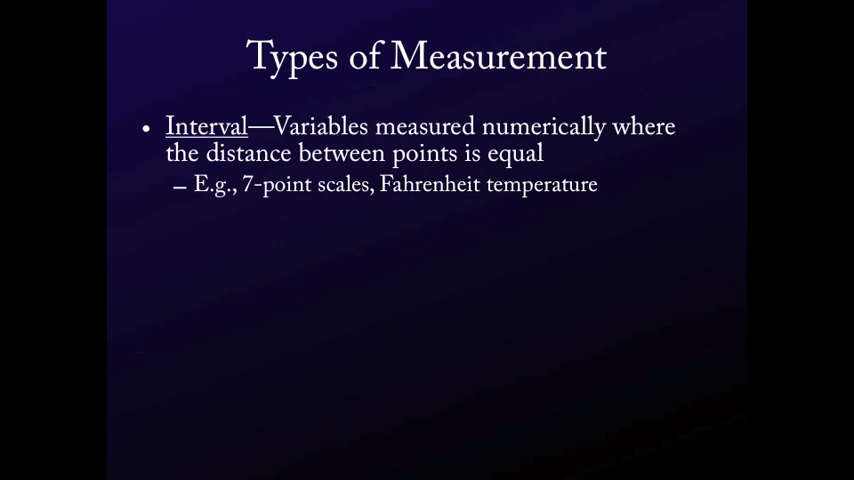 Types of Measurement
• Interval—Variables measured numerically where
the distance between points is equal
– E.g., 7-point scales, Fahrenheit temperature